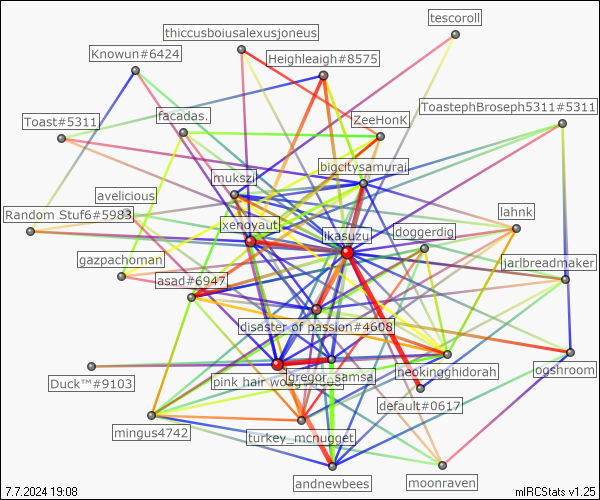 tescoroll
thiccusboiusalexusjoneus
Knowun#6424
Heighleaigh#8575
ToastephBroseph5311#5311
Toast#5311
facadas.
ZeeHonK
bigcitysamurai
mukszi
avelicious
Random Stuf6#5983
xenoyaut
ikasuzu
doggerdig
lahnk
gazpachoman
asad#6947
jarlbreadmaker
disaster of passion#4608
pink hair
gregor_samsa
neokingghidorah
ogshroom
Duck™#9103
default#0617
mingus4742
turkey_mcnugget
andnewbees
moonraven
7.7.2024 19:08
mIRCStats v1.25